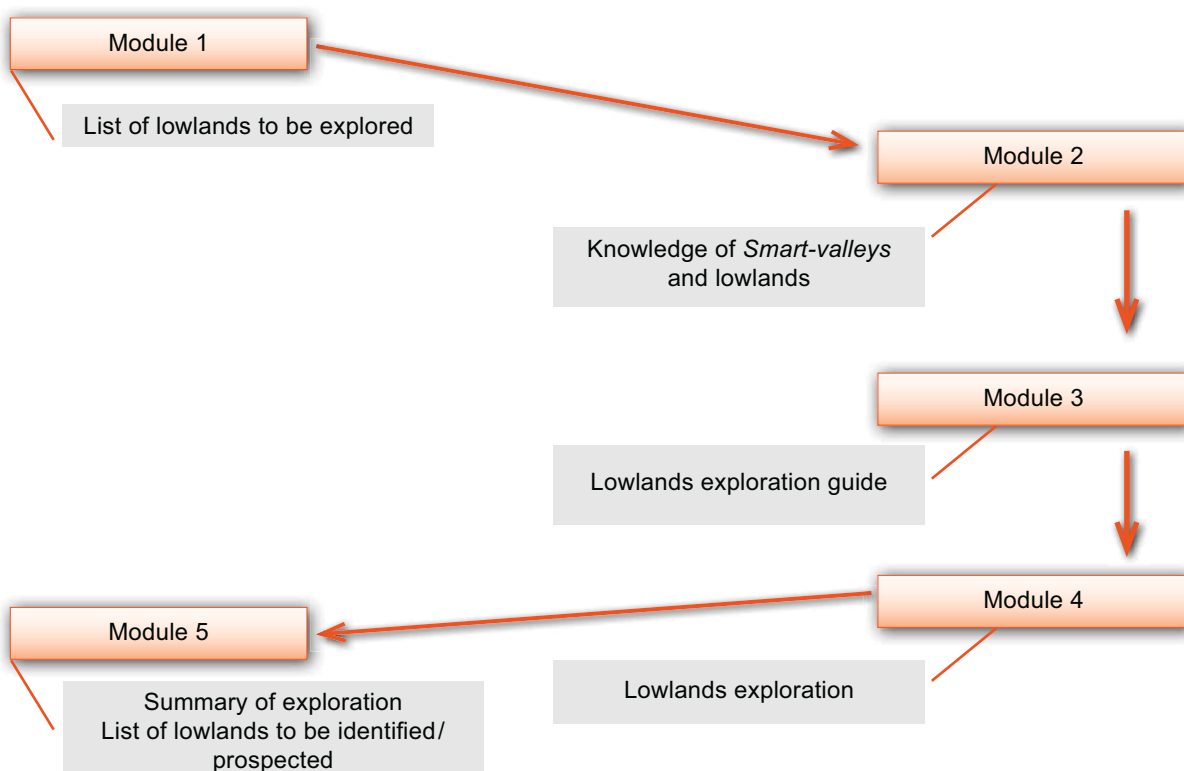 Module 1
List of lowlands to be explored
Module 2
Knowledge of Smart-valleys
and lowlands
Module 3
Lowlands exploration guide
Module 4
Lowlands exploration
Module 5
Summary of exploration
List of lowlands to be identified/
prospected